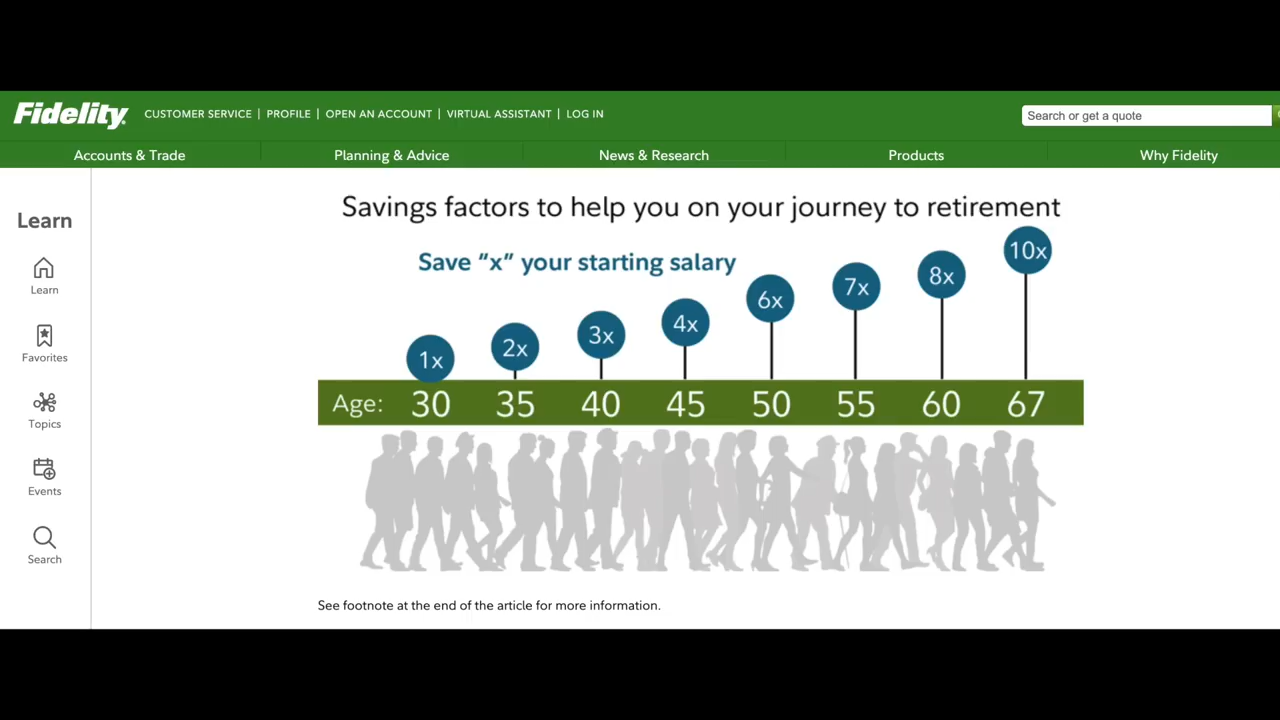 Fidelity
CUSTOMER SERVICE | PROFILE | OPEN AN ACCOUNT | VIRTUAL ASSISTANT | LOG IN
Search or get a quote
Accounts & Trade
Planning & Advice
News & Research
Products
Why Fidelity
Learn
Learn
Favorites
Topics
Events
Search
Savings factors to help you on your journey to retirement
Save “x” your starting salary
1x 2x 3x 4x 6x 7x 8x 10x
Age: 30 35 40 45 50 55 60 67
See footnote at the end of the article for more information.